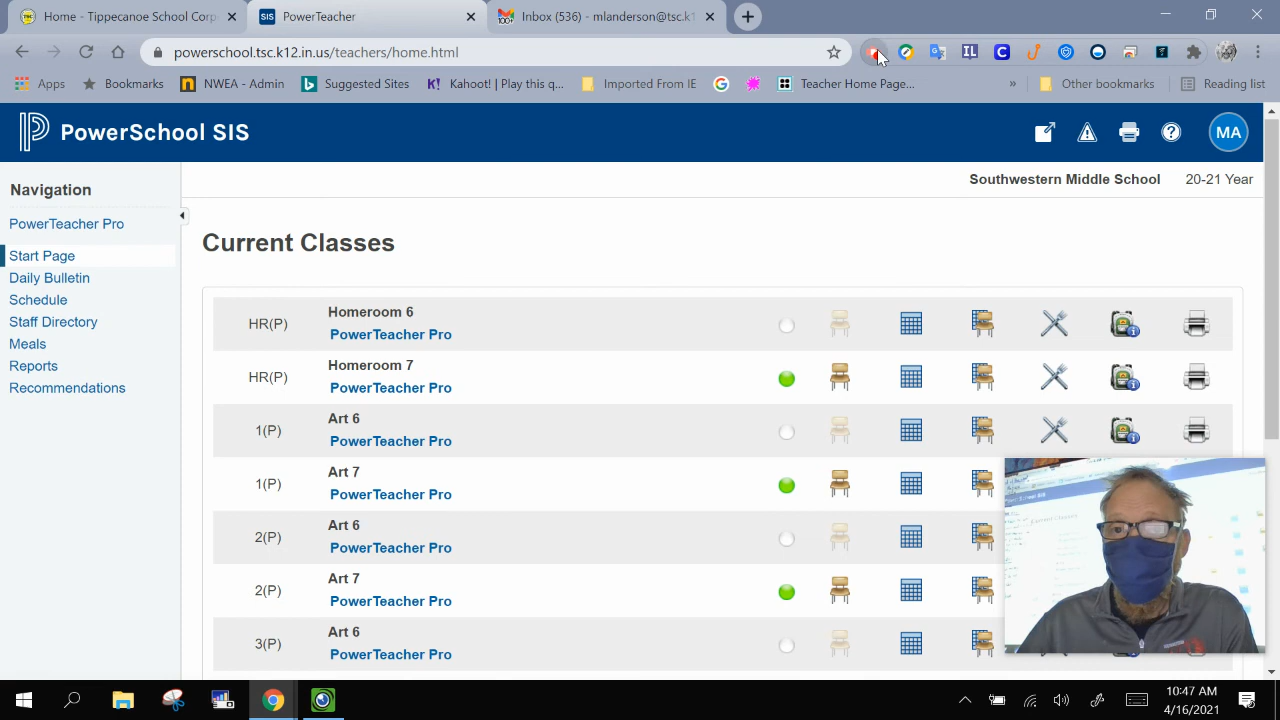 Home - Tippecanoe School Corp
SIS PowerTeacher
100+ Inbox (536) - mlanderson@tsc.k1
powerschool.tsc.k12.in.us/teachers/home.html
IL C
Apps Bookmarks NWEA - Admin Suggested Sites K! Kahoot! | Play this q... Imported From IE Teacher Home Page... » Other bookmarks Reading list
PowerSchool SIS MA
Navigation
Southwestern Middle School 20-21 Year
PowerTeacher Pro
Start Page
Daily Bulletin
Schedule
Staff Directory
Meals
Reports
Recommendations
Current Classes
HR(P) Homeroom 6
PowerTeacher Pro
HR(P) Homeroom 7
PowerTeacher Pro
1(P) Art 6
PowerTeacher Pro
1(P) Art 7
PowerTeacher Pro
2(P) Art 6
PowerTeacher Pro
2(P) Art 7
PowerTeacher Pro
3(P) Art 6
PowerTeacher Pro
10:47 AM
4/16/2021